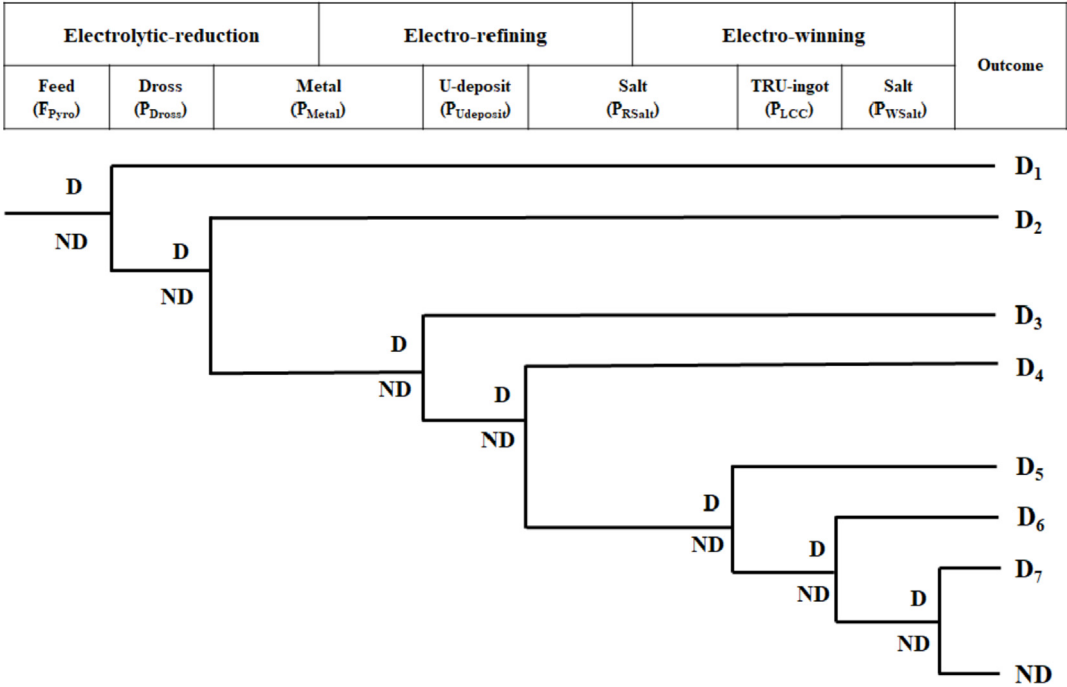 Electrolytic-reduction
Electro-refining
Electro-winning
Outcome
Feed
(F_Pyro)
Dross
(P_Dross)
Metal
(P_Metal)
U-deposit
(P_Udeposit)
Salt
(P_RSalt)
TRU-ingot
(P_LCC)
Salt
(P_WSalt)
D
ND
D₁
D
ND
D₂
D
ND
D₃
D
ND
D₄
D
ND
D₅
D
ND
D₆
D
ND
D₇
ND